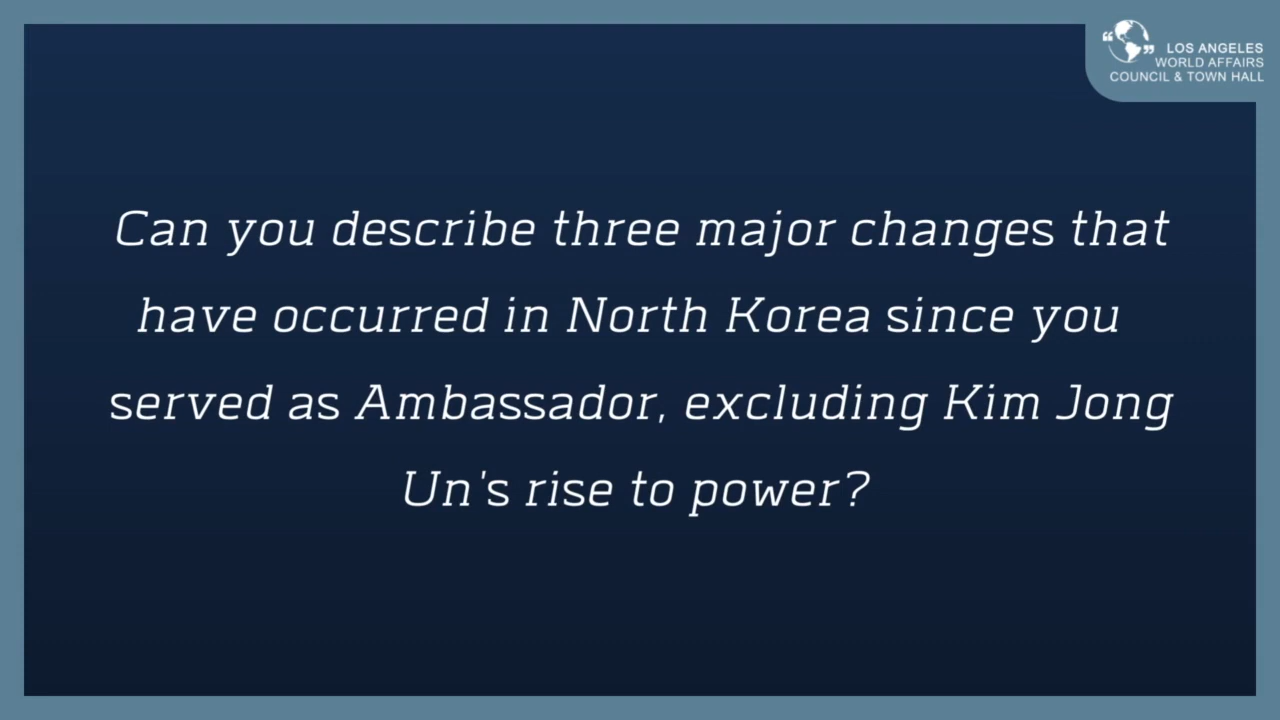 LOS ANGELES
WORLD AFFAIRS
COUNCIL & TOWN HALL
Can you describe three major changes that
have occurred in North Korea since you
served as Ambassador, excluding Kim Jong
Un's rise to power?